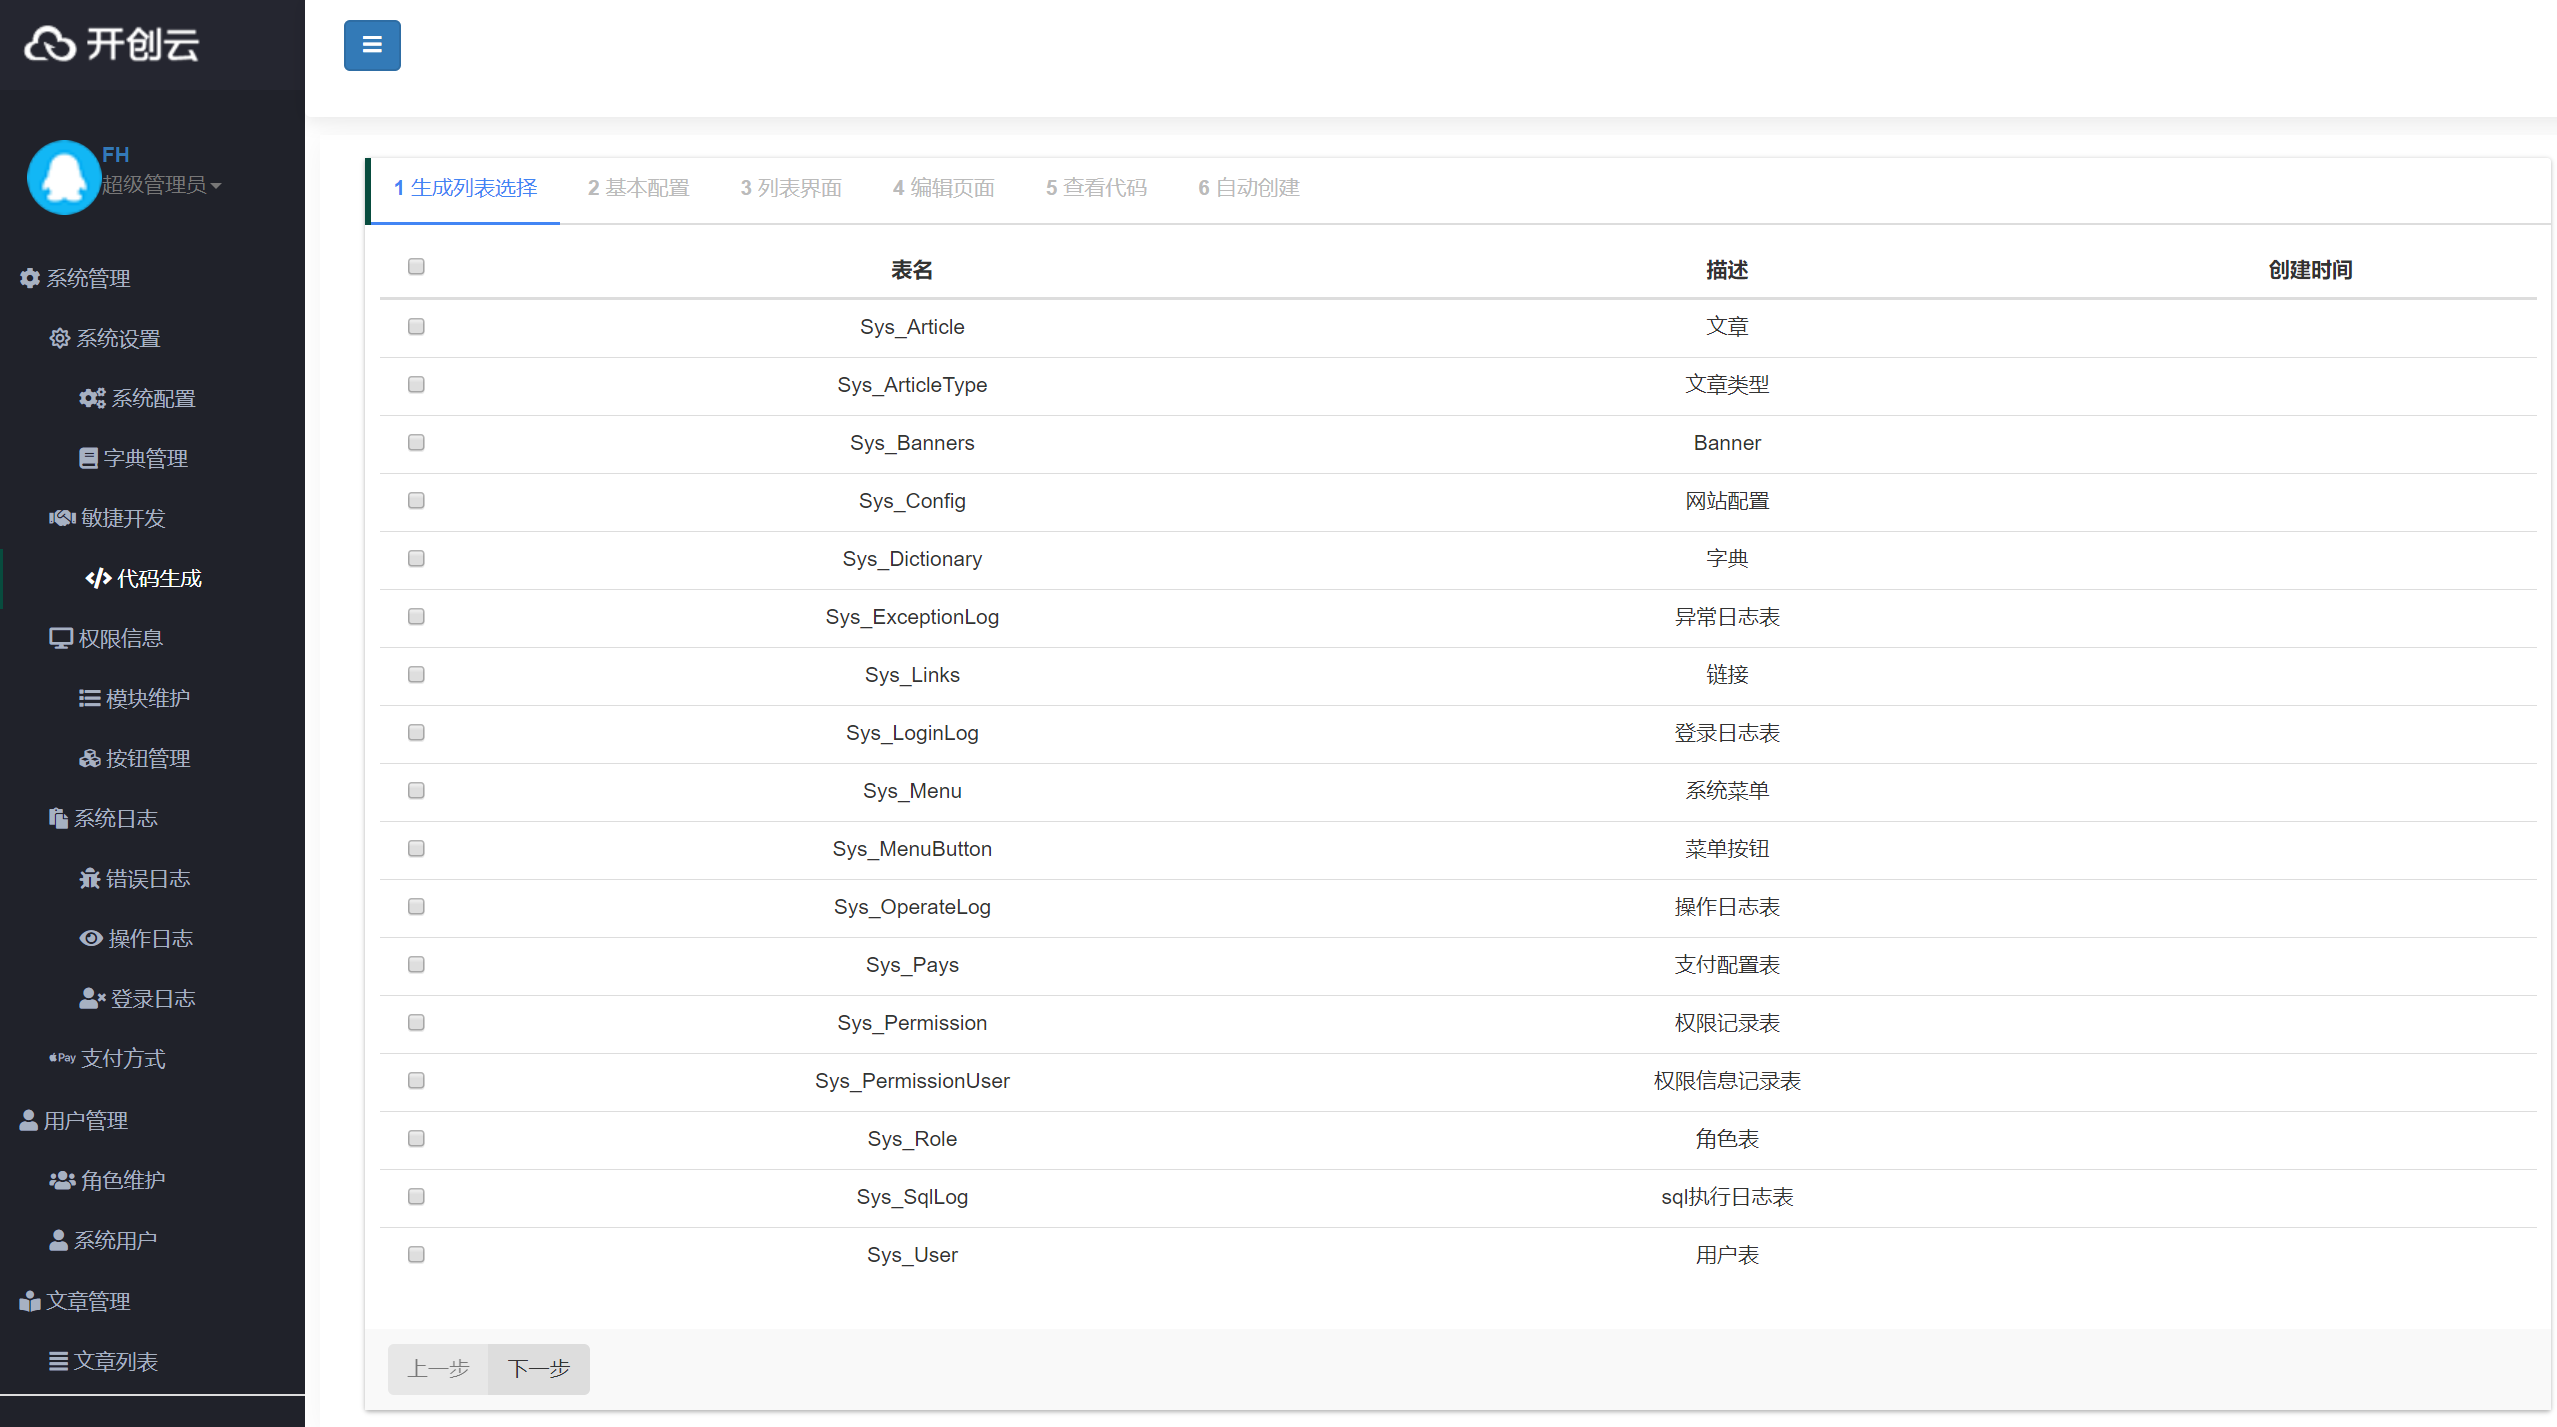 开创云
FH
超级管理员
系统管理
系统设置
系统配置
字典管理
敏捷开发
代码生成
权限信息
模块维护
按钮管理
系统日志
错误日志
操作日志
登录日志
Pay 支付方式
用户管理
角色维护
系统用户
文章管理
文章列表
1 生成列表选择 2 基本配置 3 列表界面 4 编辑页面 5 查看代码 6 自动创建
表名 描述 创建时间
Sys_Article 文章
Sys_ArticleType 文章类型
Sys_Banners Banner
Sys_Config 网站配置
Sys_Dictionary 字典
Sys_ExceptionLog 异常日志表
Sys_Links 链接
Sys_LoginLog 登录日志表
Sys_Menu 系统菜单
Sys_MenuButton 菜单按钮
Sys_OperateLog 操作日志表
Sys_Pays 支付配置表
Sys_Permission 权限记录表
Sys_PermissionUser 权限信息记录表
Sys_Role 角色表
Sys_SqlLog sql执行日志表
Sys_User 用户表
上一步 下一步